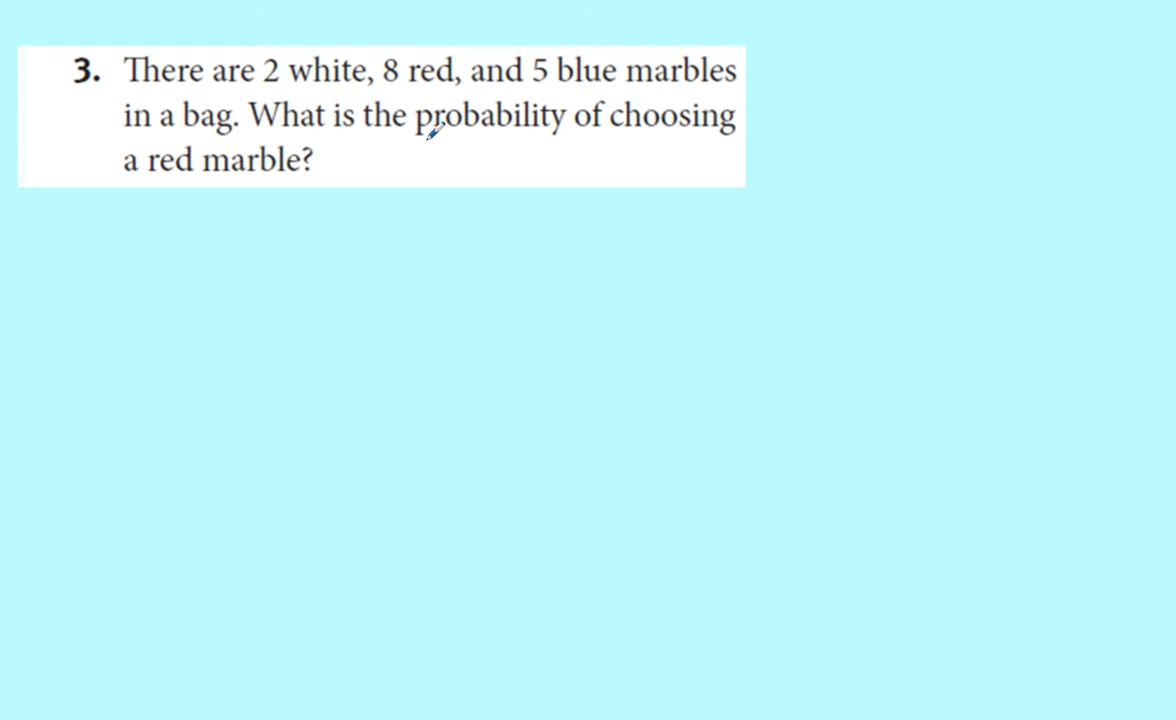 3. There are 2 white, 8 red, and 5 blue marbles
in a bag. What is the probability of choosing
a red marble?